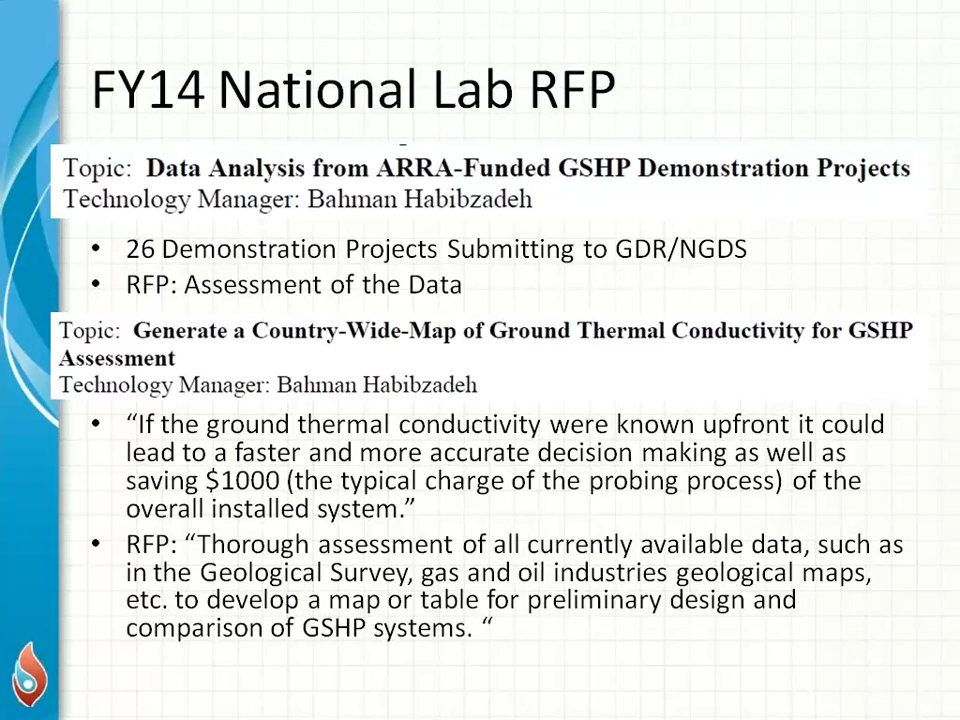 FY14 National Lab RFP
Topic: Data Analysis from ARRA-Funded GSHP Demonstration Projects
Technology Manager: Bahman Habibzadeh
• 26 Demonstration Projects Submitting to GDR/NGDS
• RFP: Assessment of the Data
Topic: Generate a Country-Wide-Map of Ground Thermal Conductivity for GSHP
Assessment
Technology Manager: Bahman Habibzadeh
• “If the ground thermal conductivity were known upfront it could
lead to a faster and more accurate decision making as well as
saving $1000 (the typical charge of the probing process) of the
overall installed system.”
• RFP: “Thorough assessment of all currently available data, such as
in the Geological Survey, gas and oil industries geological maps,
etc. to develop a map or table for preliminary design and
comparison of GSHP systems. “